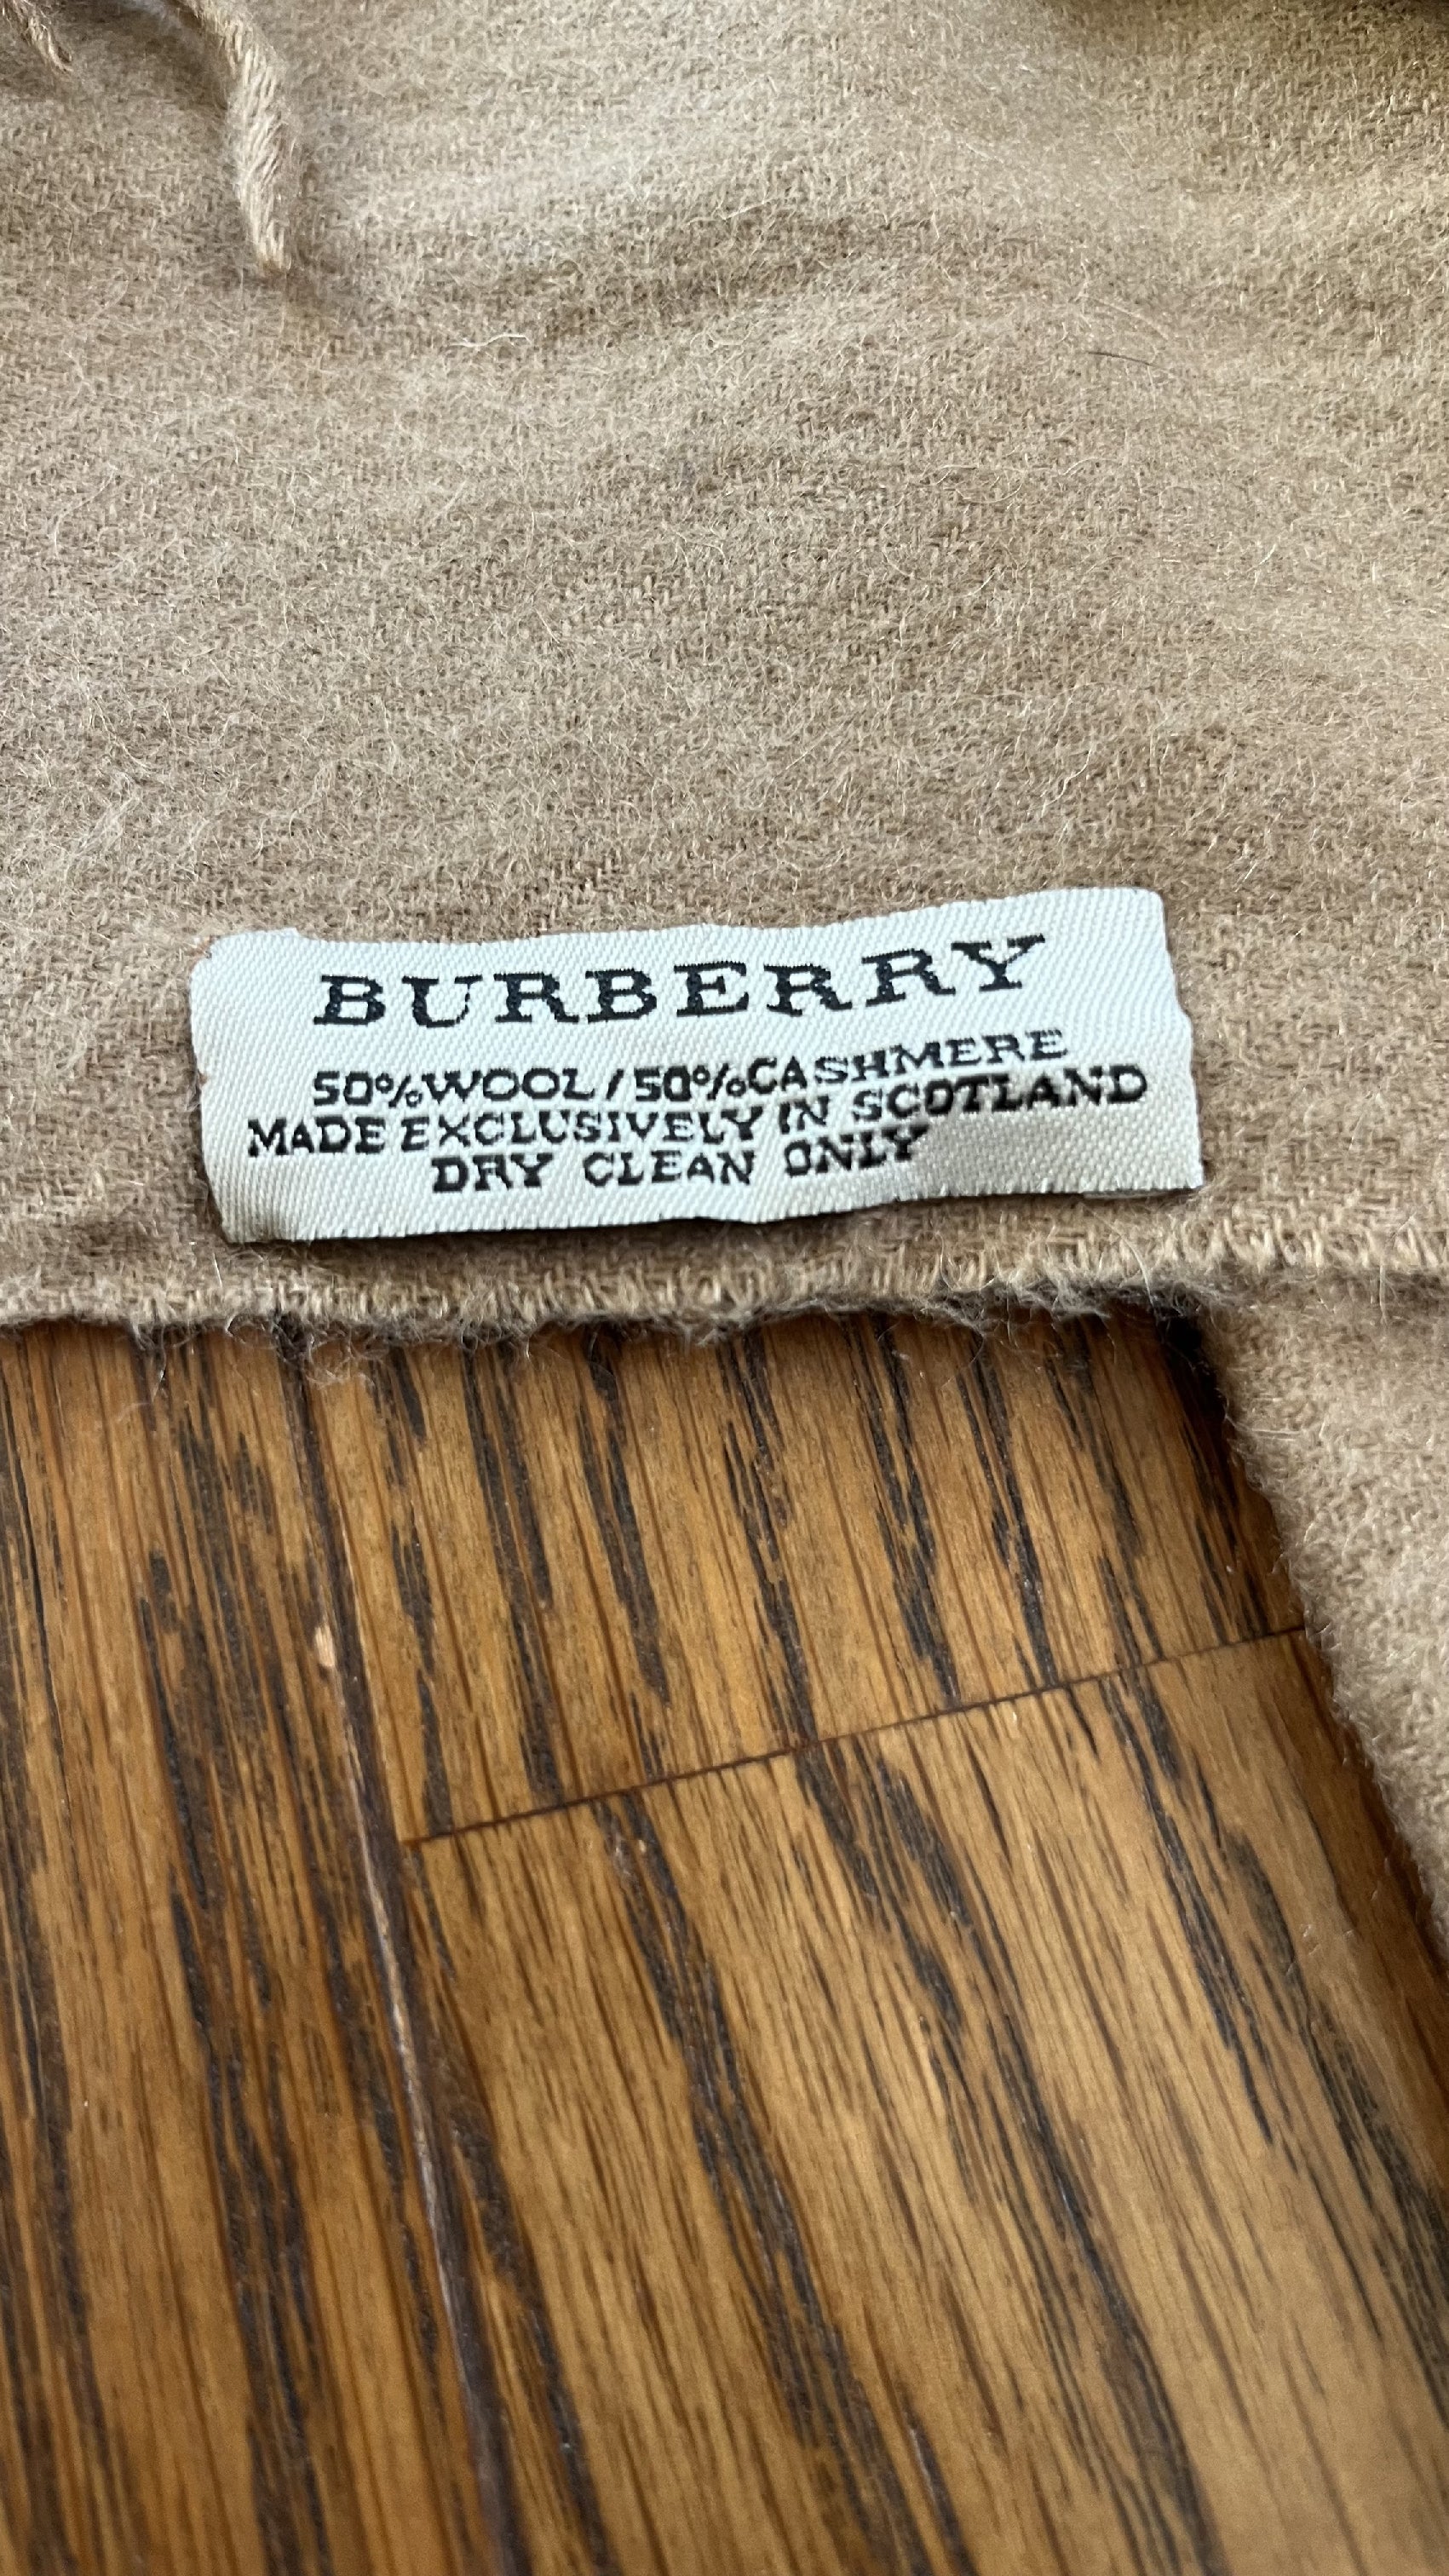 BURBERRY
50%WOOL/50%CASHMERE
MADE EXCLUSIVELY IN SCOTLAND
DRY CLEAN ONLY